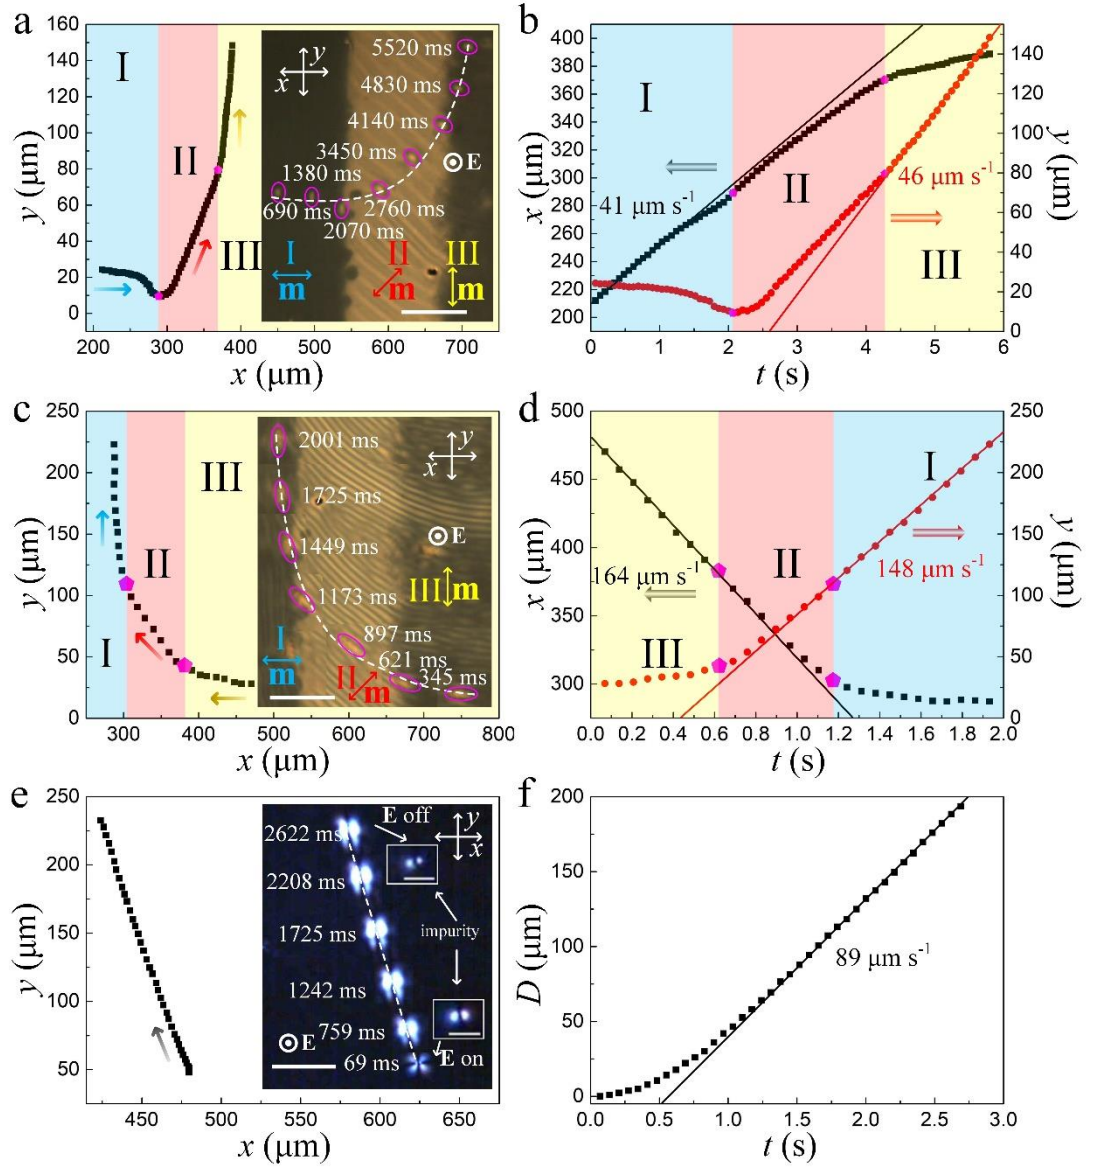 a
160
140
120
100
80
60
40
20
0
y (μm)
I
II
III
200 300 400 500 600 700
x (μm)
y
x
5520 ms
4830 ms
4140 ms
3450 ms
1380 ms
690 ms
2760 ms
2070 ms
E
I
m
II
m
III
m
b
400
380
360
340
320
300
280
260
240
220
200
x (μm)
I
II
III
41 μm s⁻¹
46 μm s⁻¹
140
120
100
80
60
40
20
0
y (μm)
0 1 2 3 4 5 6
t (s)
c
250
200
150
100
50
0
y (μm)
I
II
III
300 400 500 600 700 800
x (μm)
y
x
2001 ms
1725 ms
1449 ms
1173 ms
897 ms
621 ms
345 ms
E
III
m
I
m
II
m
d
500
450
400
350
300
x (μm)
III
II
I
164 μm s⁻¹
148 μm s⁻¹
250
200
150
100
50
0
y (μm)
0.0 0.2 0.4 0.6 0.8 1.0 1.2 1.4 1.6 1.8 2.0
t (s)
e
250
200
150
100
50
y (μm)
450 500 550 600 650
x (μm)
E off
y
x
2622 ms
2208 ms
1725 ms
1242 ms
759 ms
69 ms
impurity
E on
E
f
200
150
100
50
0
D (μm)
89 μm s⁻¹
0.0 0.5 1.0 1.5 2.0 2.5 3.0
t (s)